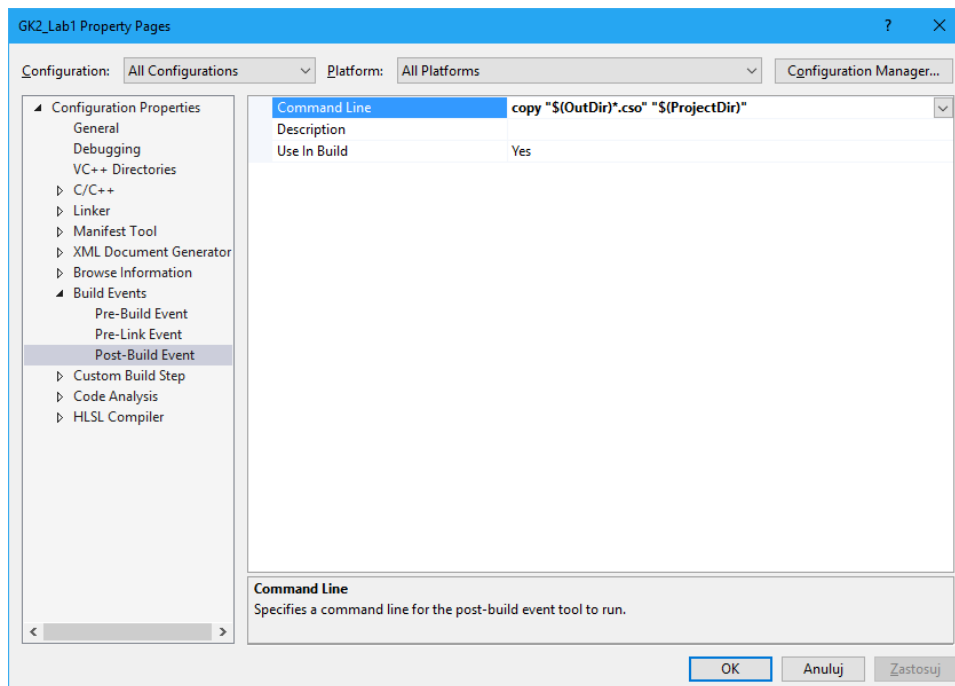 GK2_Lab1 Property Pages
Configuration: All Configurations Platform: All Platforms Configuration Manager...
Configuration Properties
General
Debugging
VC++ Directories
C/C++
Linker
Manifest Tool
XML Document Generator
Browse Information
Build Events
Pre-Build Event
Pre-Link Event
Post-Build Event
Custom Build Step
Code Analysis
HLSL Compiler
Command Line copy "$(OutDir)*.cso" "$(ProjectDir)"
Description
Use In Build Yes
Command Line
Specifies a command line for the post-build event tool to run.
OK Anuluj Zastosuj